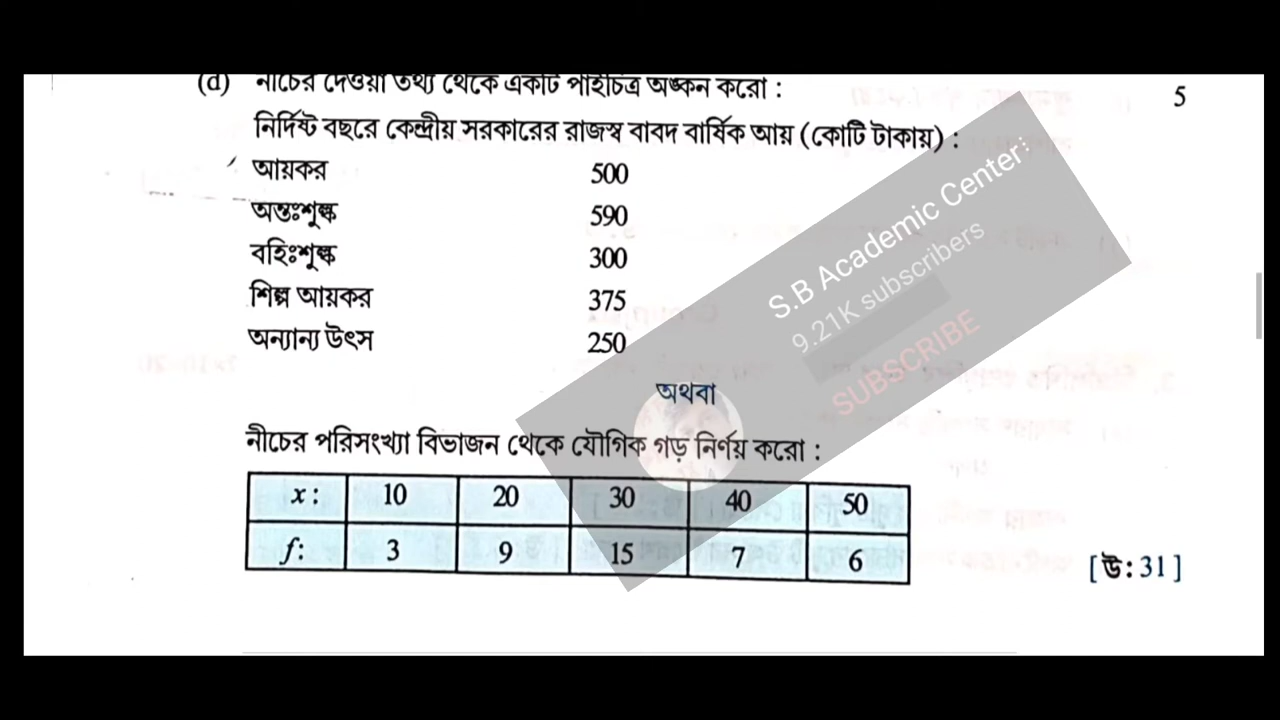 (d) নীচের দেওয়া তথ্য থেকে একটি পাইচিত্র অঙ্কন করো : 5
নির্দিষ্ট বছরে কেন্দ্রীয় সরকারের রাজস্ব বাবদ বার্ষিক আয় (কোটি টাকায়) :
আয়কর 500
অন্তঃশুল্ক 590
বহিঃশুল্ক 300
শিল্প আয়কর 375
অন্যান্য উৎস 250
অথবা
নীচের পরিসংখ্যা বিভাজন থেকে যৌগিক গড় নির্ণয় করো :
x : 10 20 30 40 50
f : 3 9 15 7 6
[উ : 31]
S.B Academic Center.
9.21K subscribers
SUBSCRIBE